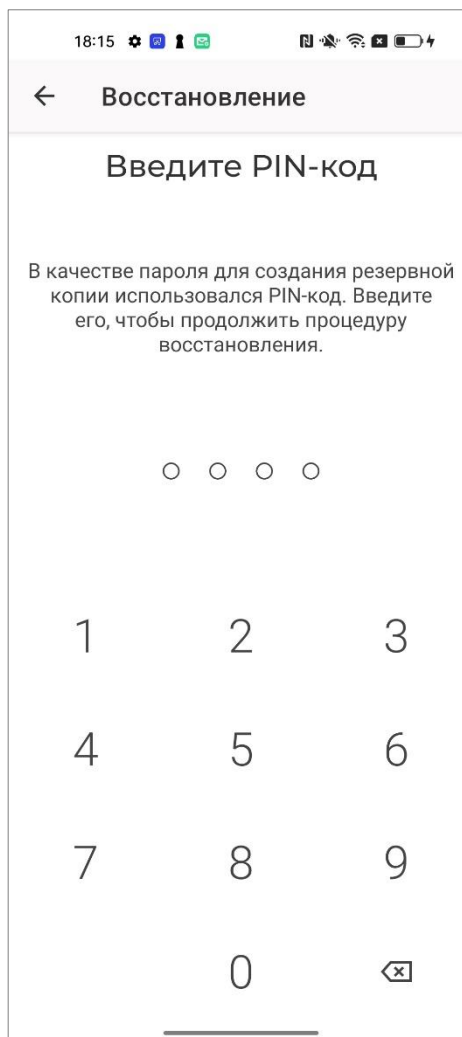 18:15
Восстановление
Введите PIN-код
В качестве пароля для создания резервной
копии использовался PIN-код. Введите
его, чтобы продолжить процедуру
восстановления.
1 2 3
4 5 6
7 8 9
0